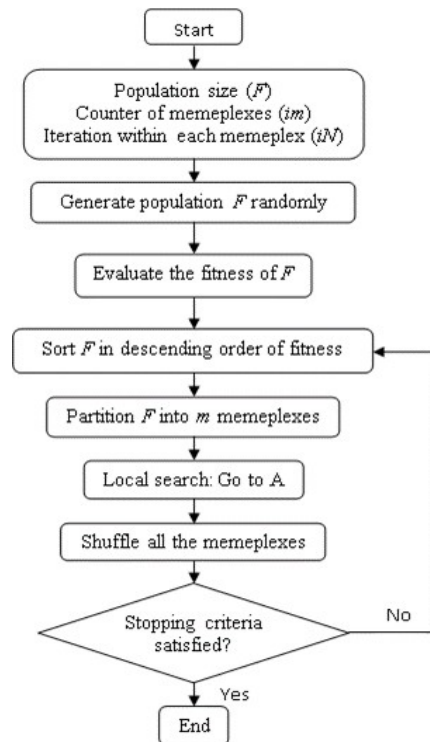 Start
Population size (F)
Counter of memeplexes (im)
Iteration within each memeplex (iN)
Generate population F randomly
Evaluate the fitness of F
Sort F in descending order of fitness
Partition F into m memeplexes
Local search: Go to A
Shuffle all the memeplexes
Stopping criteria
satisfied?
No
Yes
End